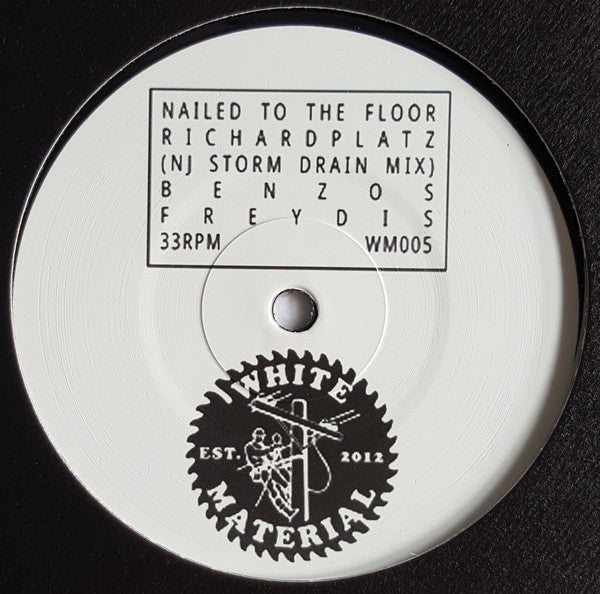 NAILED TO THE FLOOR
RICHARDPLATZ
(NJ STORM DRAIN MIX)
BENZOS
FREYDIS
33RPM WM005
WHITE
EST. 2012
MATERIAL